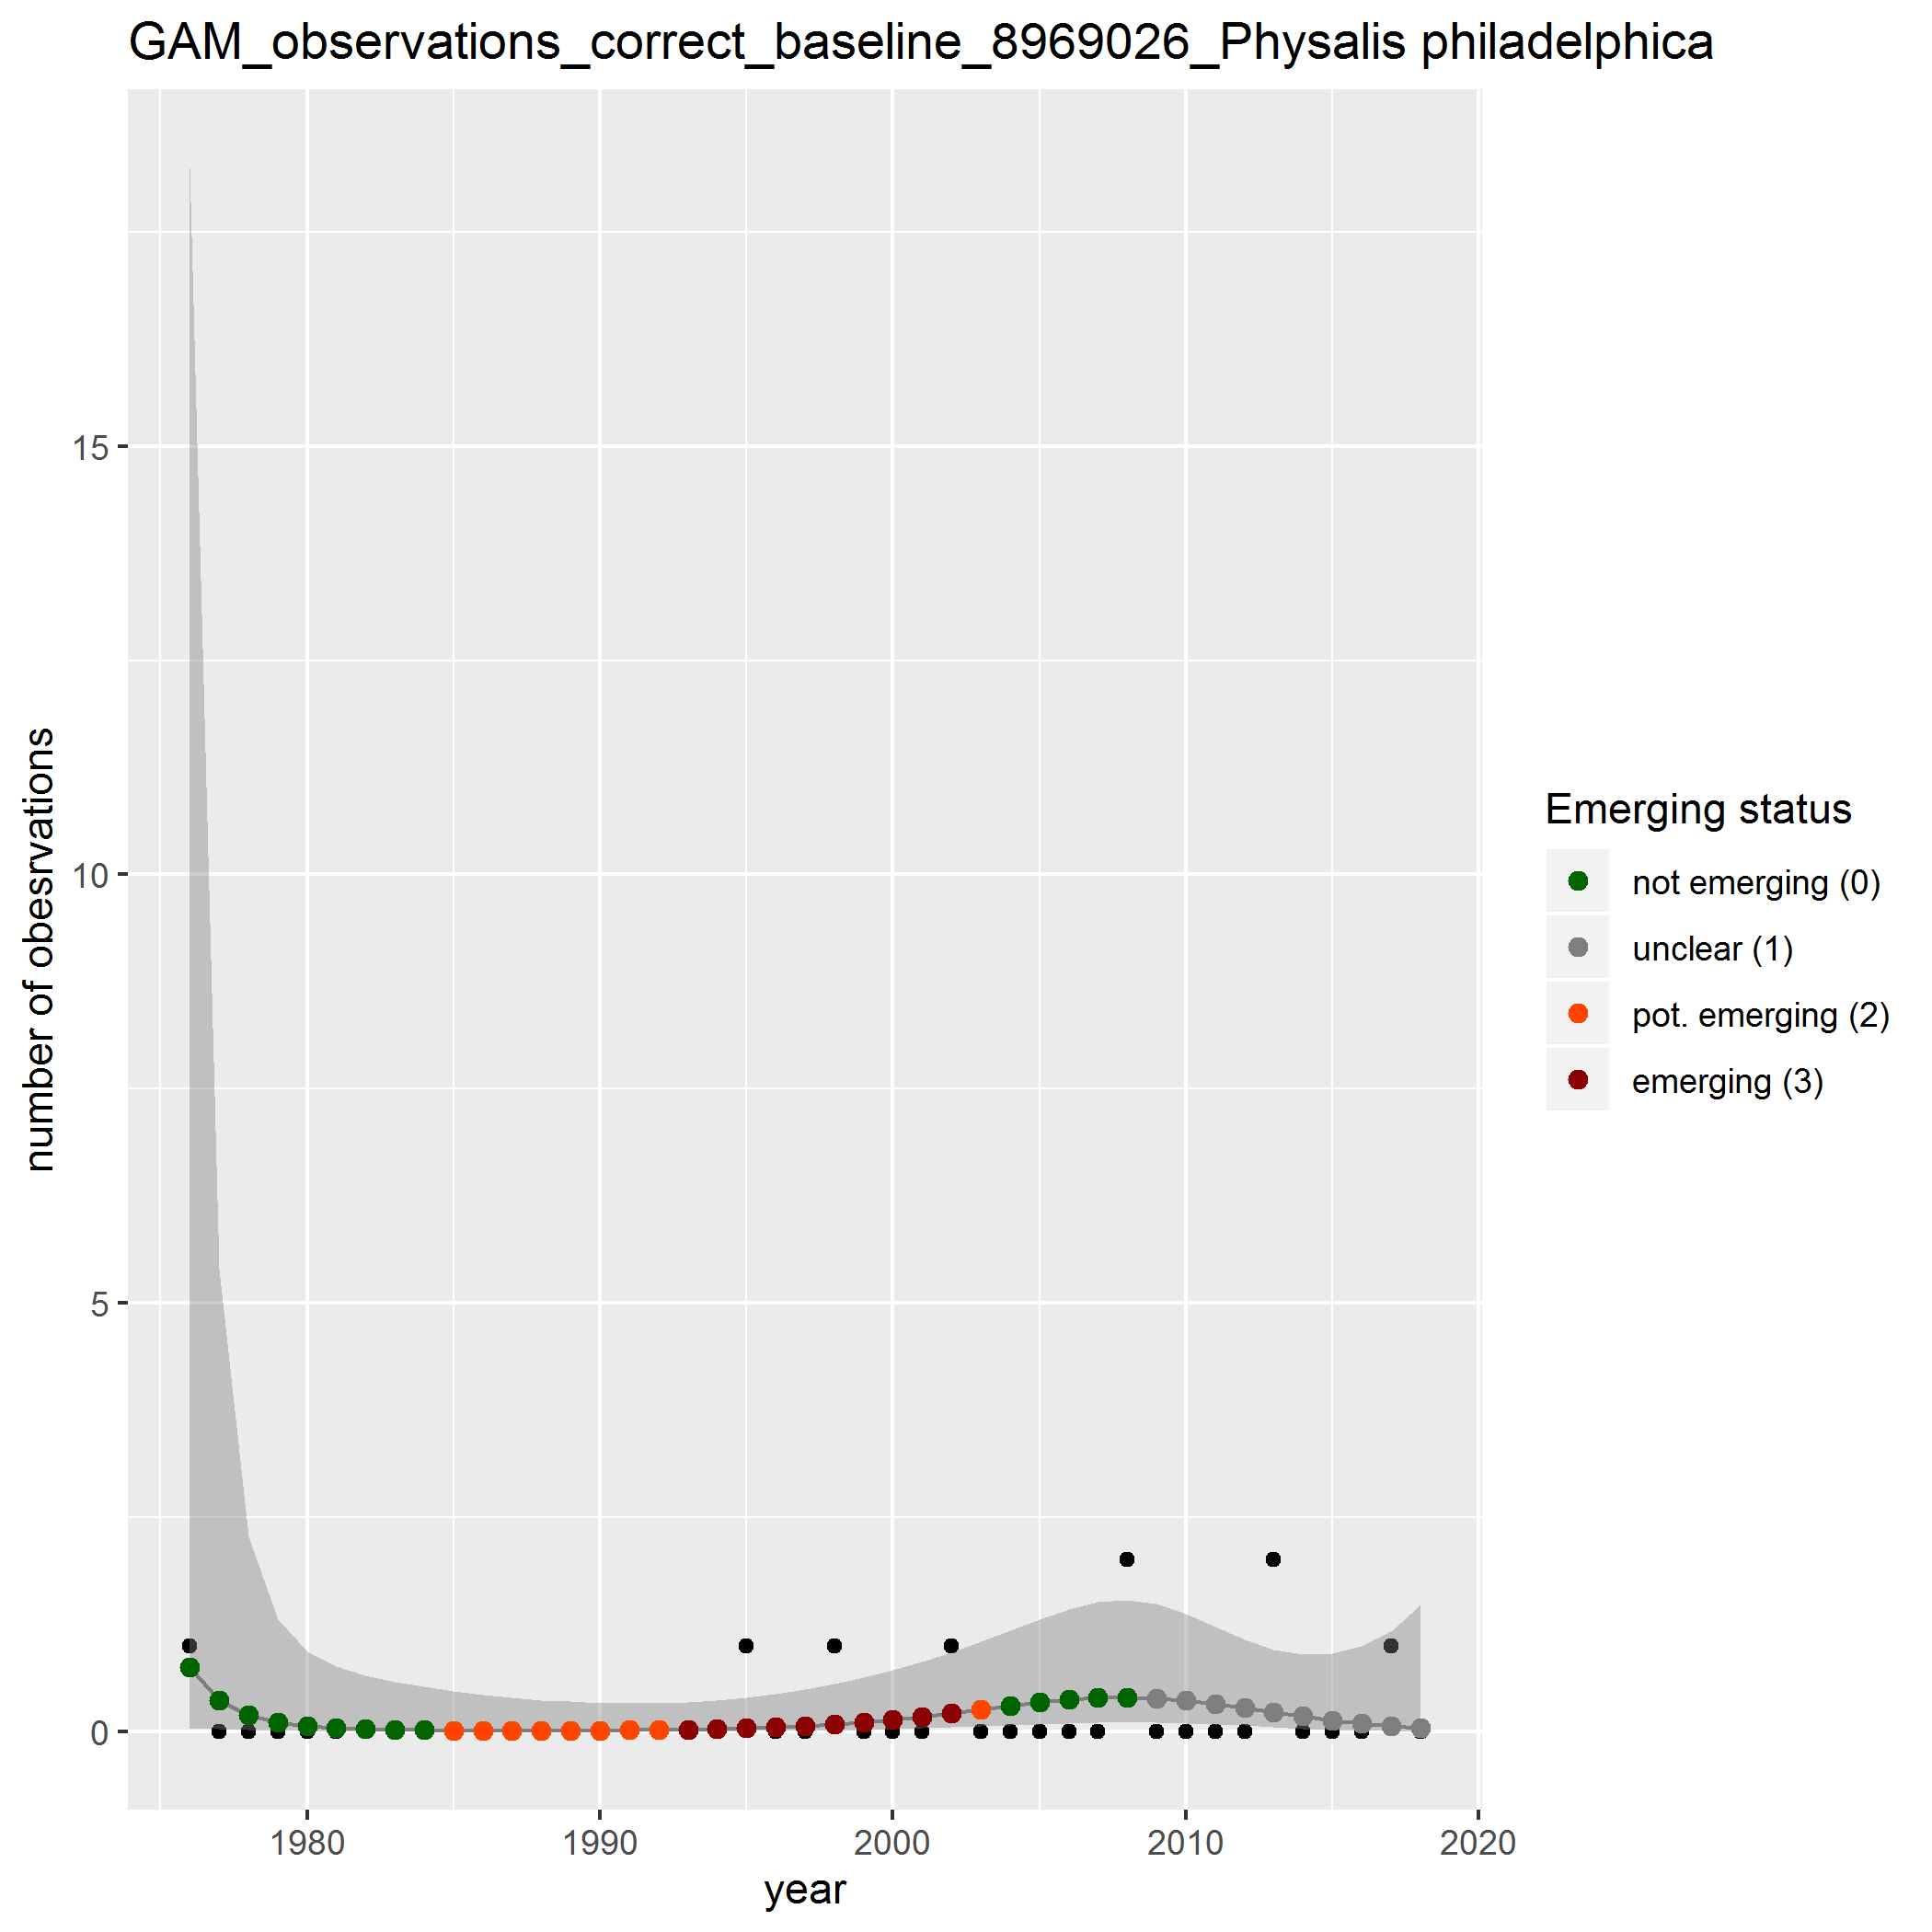 GAM_observations_correct_baseline_8969026_Physalis philadelphica
number of obesrvations
15
10
5
0
1980
1990
2000
2010
2020
year
Emerging status
not emerging (0)
unclear (1)
pot. emerging (2)
emerging (3)